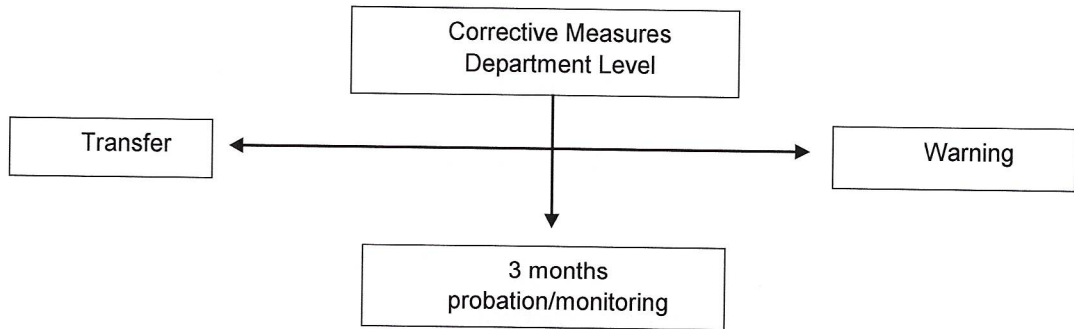 Corrective Measures
Department Level
Transfer
Warning
3 months
probation/monitoring